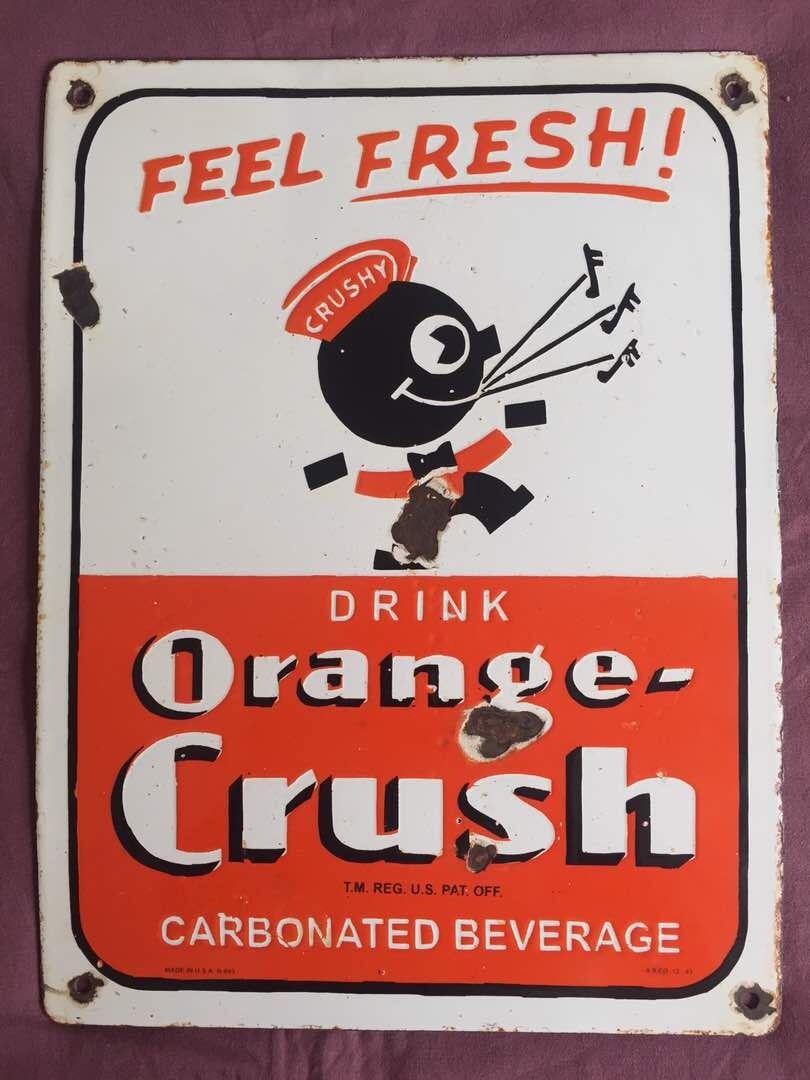 FEEL FRESH!
CRUSHY
DRINK
Orange-
Crush
T.M. REG. U.S. PAT. OFF.
CARBONATED BEVERAGE
MADE IN U.S.A.